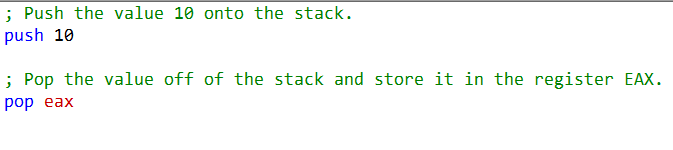 ; Push the value 10 onto the stack.
push 10
; Pop the value off of the stack and store it in the register EAX.
pop eax